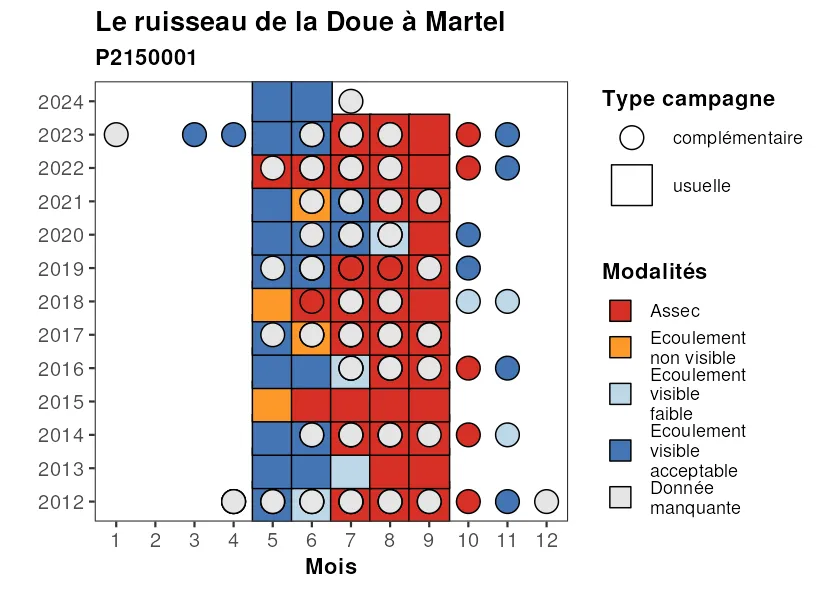 Le ruisseau de la Doue à Martel
P2150001
2024
2023
2022
2021
2020
2019
2018
2017
2016
2015
2014
2013
2012
1 2 3 4 5 6 7 8 9 10 11 12
Mois
Type campagne
complémentaire
usuelle
Modalités
Assec
Ecoulement
non visible
Ecoulement
visible
faible
Ecoulement
visible
acceptable
Donnée
manquante